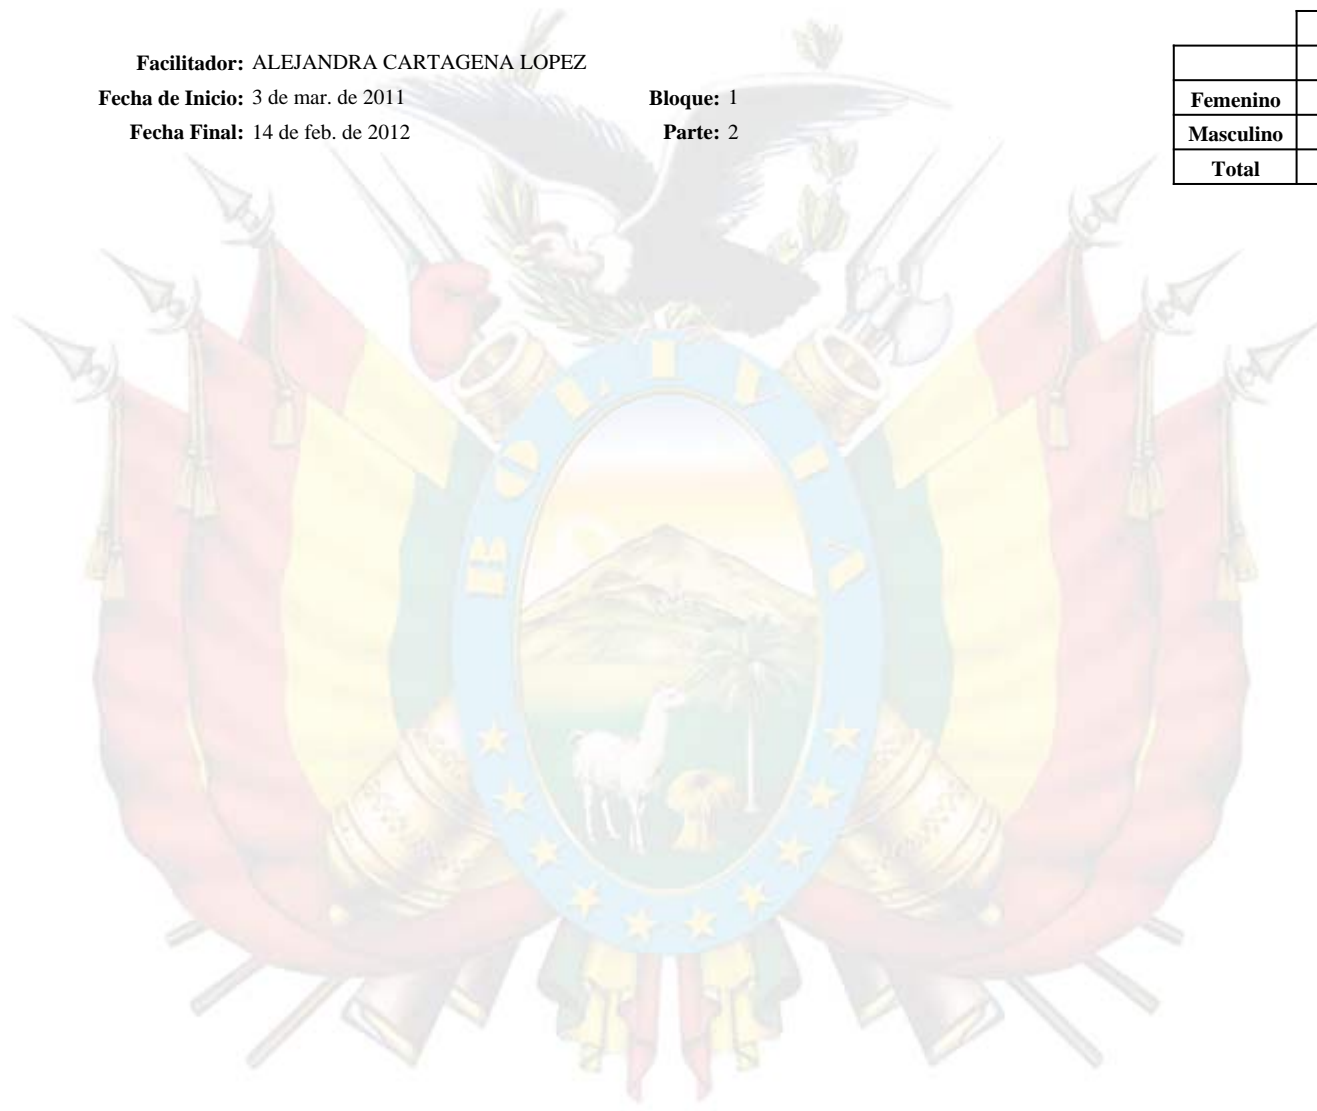 Facilitador: ALEJANDRA CARTAGENA LOPEZ
Fecha de Inicio: 3 de mar. de 2011 Bloque: 1
Fecha Final: 14 de feb. de 2012 Parte: 2
Femenino
Masculino
Total
BOLIVIA